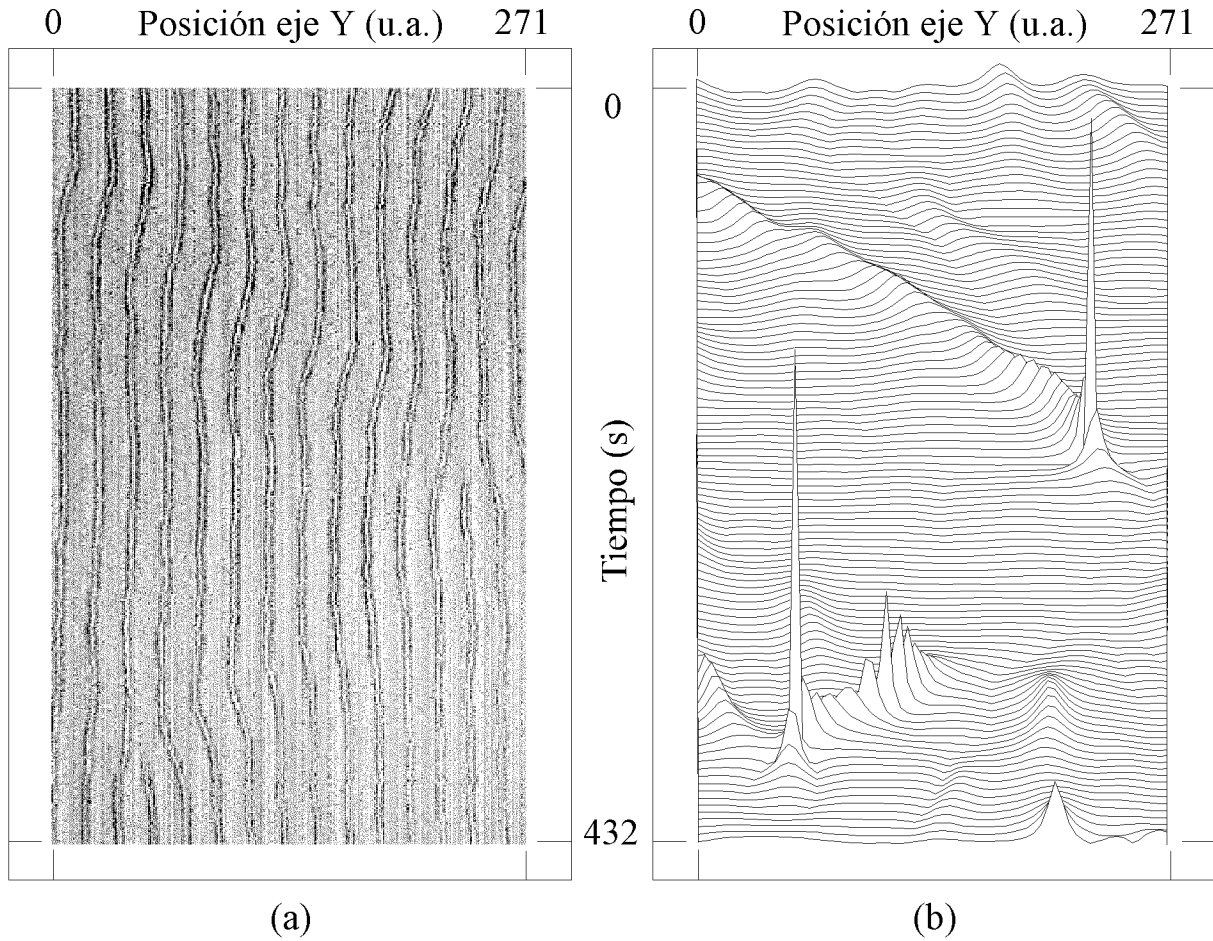 0 Posición eje Y (u.a.) 271
0 Posición eje Y (u.a.) 271
0
Tiempo (s)
432
(a)
(b)